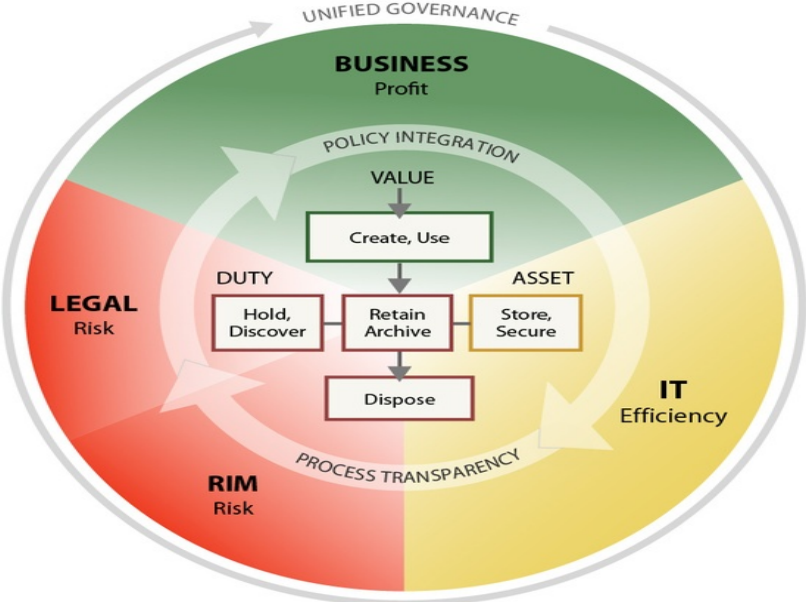 UNIFIED GOVERNANCE
BUSINESS
Profit
POLICY INTEGRATION
VALUE
Create, Use
DUTY
ASSET
Hold,
Discover
Retain
Archive
Store,
Secure
LEGAL
Risk
Dispose
IT
Efficiency
PROCESS TRANSPARENCY
RIM
Risk